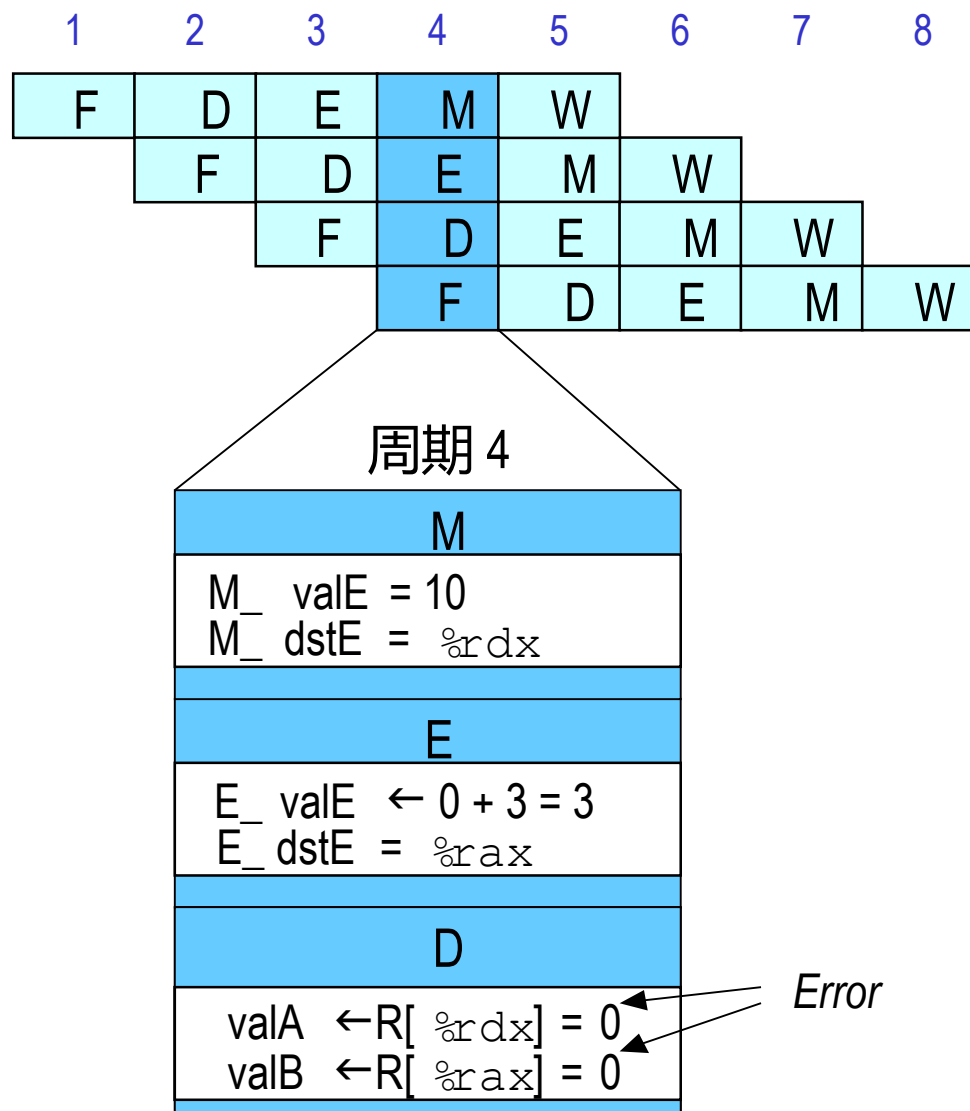 1 2 3 4 5 6 7 8
F D E M W
F D E M W
F D E M W
F D E M W
周期 4
M
M_ valE = 10
M_ dstE = %rdx
E
E_ valE ← 0 + 3 = 3
E_ dstE = %rax
D
valA ←R[ %rdx] = 0
valB ←R[ %rax] = 0
Error